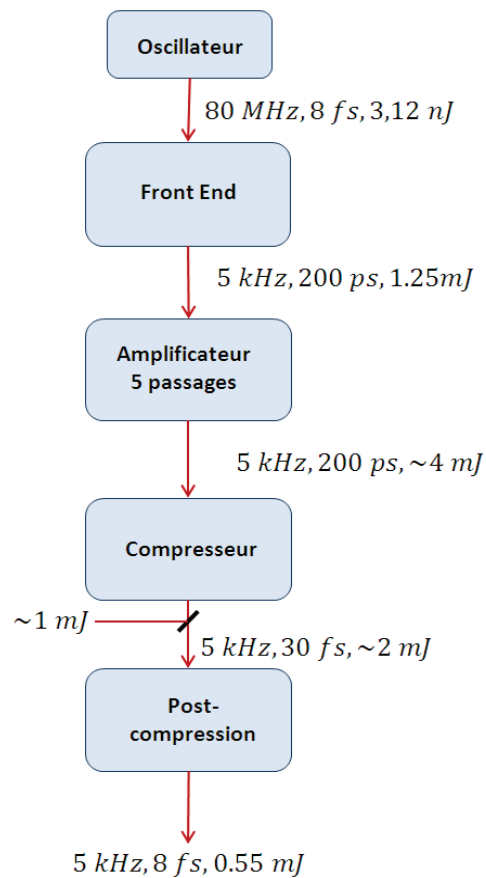 Oscillateur
80 MHz, 8 fs, 3,12 nJ
Front End
5 kHz, 200 ps, 1.25mJ
Amplificateur
5 passages
5 kHz, 200 ps, ~4 mJ
Compresseur
~1 mJ
5 kHz, 30 fs, ~2 mJ
Post-
compression
5 kHz, 8 fs, 0.55 mJ